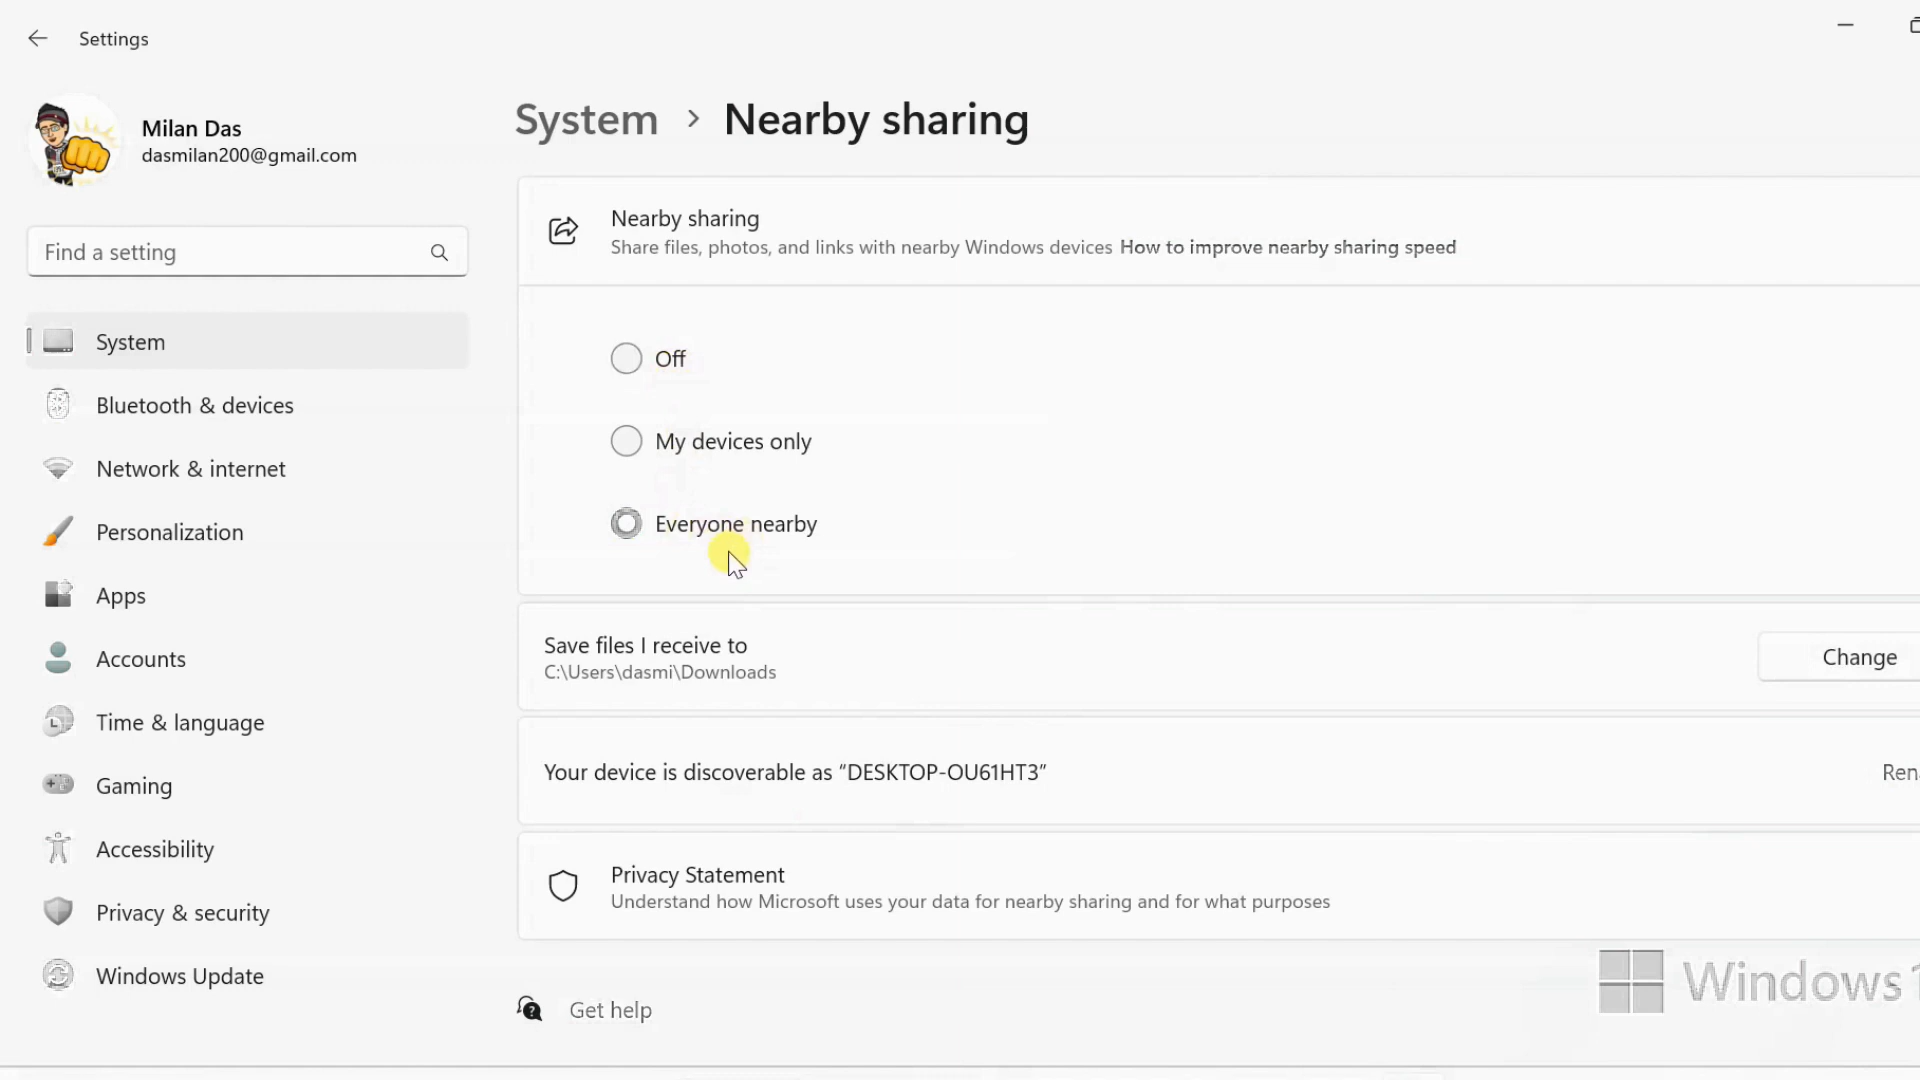 Settings
Milan Das
dasmilan200@gmail.com
Find a setting
System
Bluetooth & devices
Network & internet
Personalization
Apps
Accounts
Time & language
Gaming
Accessibility
Privacy & security
Windows Update
System > Nearby sharing
Nearby sharing
Share files, photos, and links with nearby Windows devices How to improve nearby sharing speed
Off
My devices only
Everyone nearby
Save files I receive to
C:\Users\dasmi\Downloads
Change
Your device is discoverable as “DESKTOP-OU61HT3”
Privacy Statement
Understand how Microsoft uses your data for nearby sharing and for what purposes
Get help
Windows